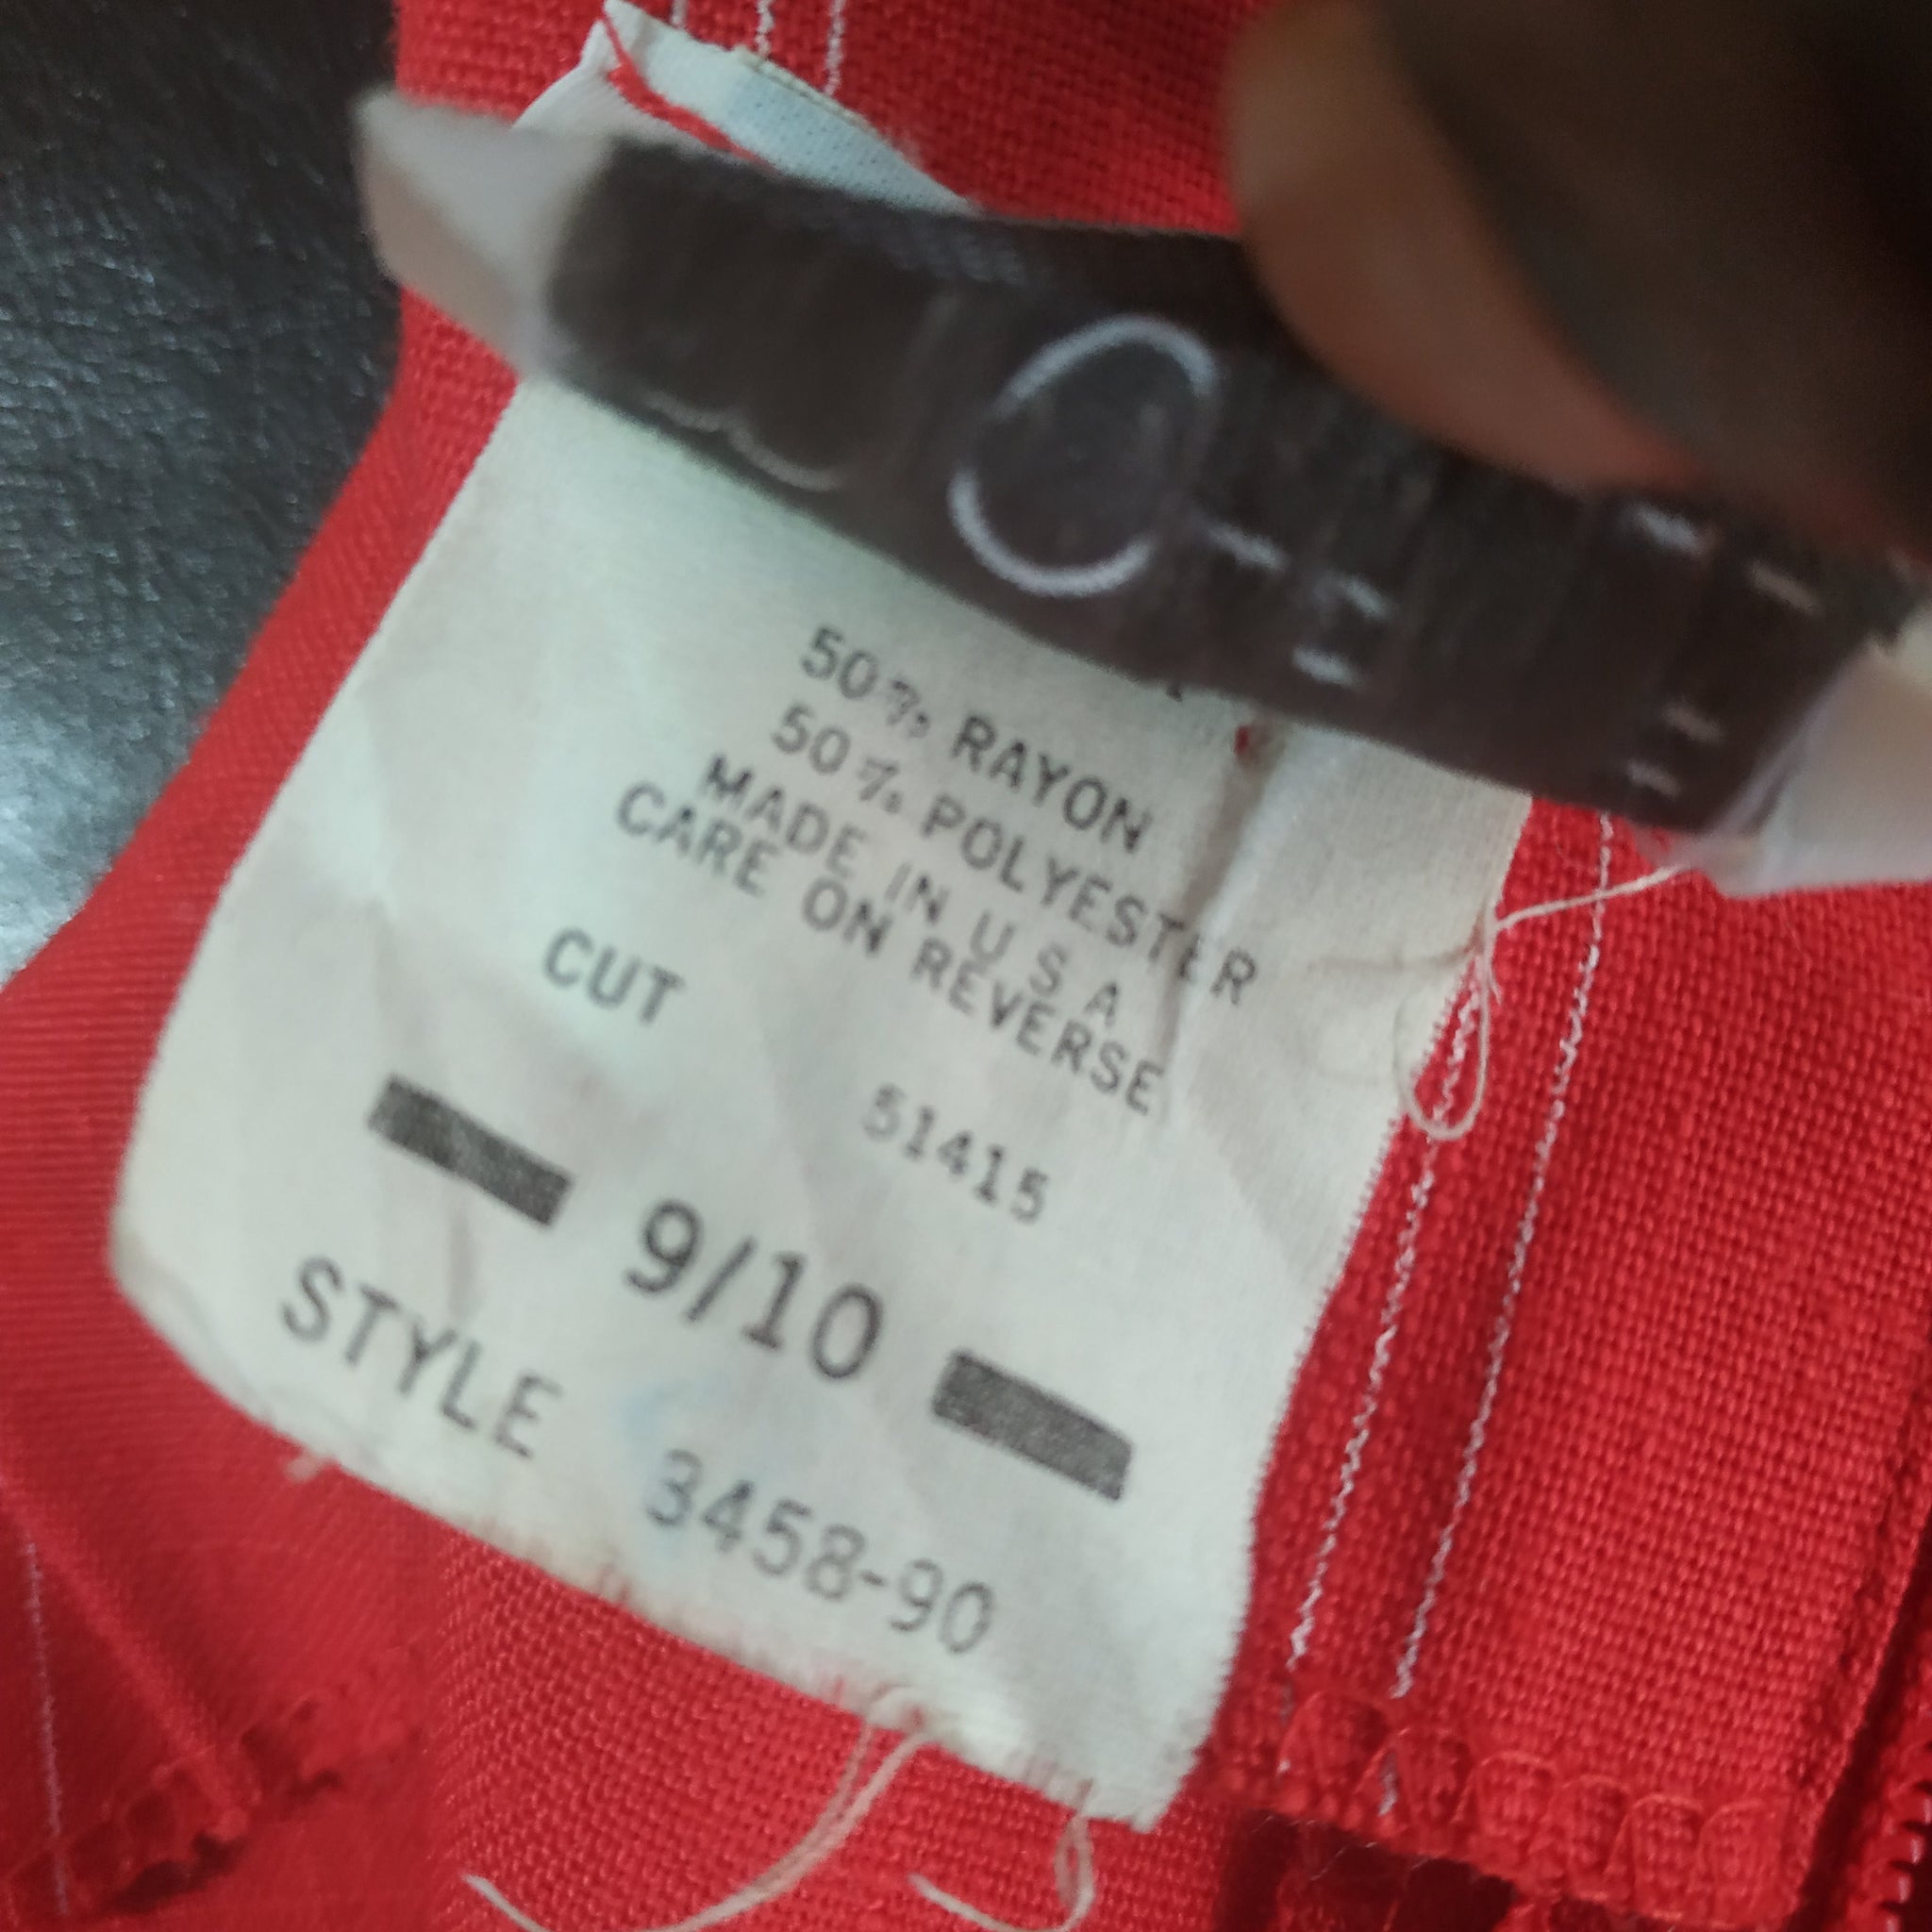 50% RAYON
50% POLYESTER
MADE IN U S A
CARE ON REVERSE
CUT
51415
9/10
STYLE 3458-90